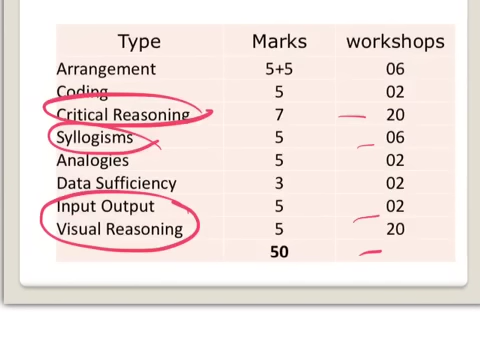 Type Marks workshops
Arrangement 5+5 06
Coding 5 02
Critical Reasoning 7 20
Syllogisms 5 06
Analogies 5 02
Data Sufficiency 3 02
Input Output 5 02
Visual Reasoning 5 20
50